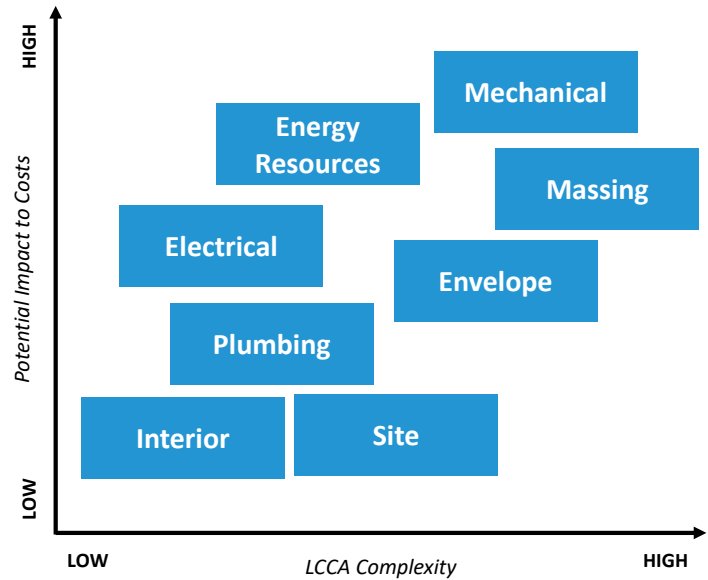 HIGH
Mechanical
Energy
Resources
Massing
Potential Impact to Costs
Electrical
Envelope
Plumbing
Interior
Site
LOW
LOW
LCCA Complexity
HIGH